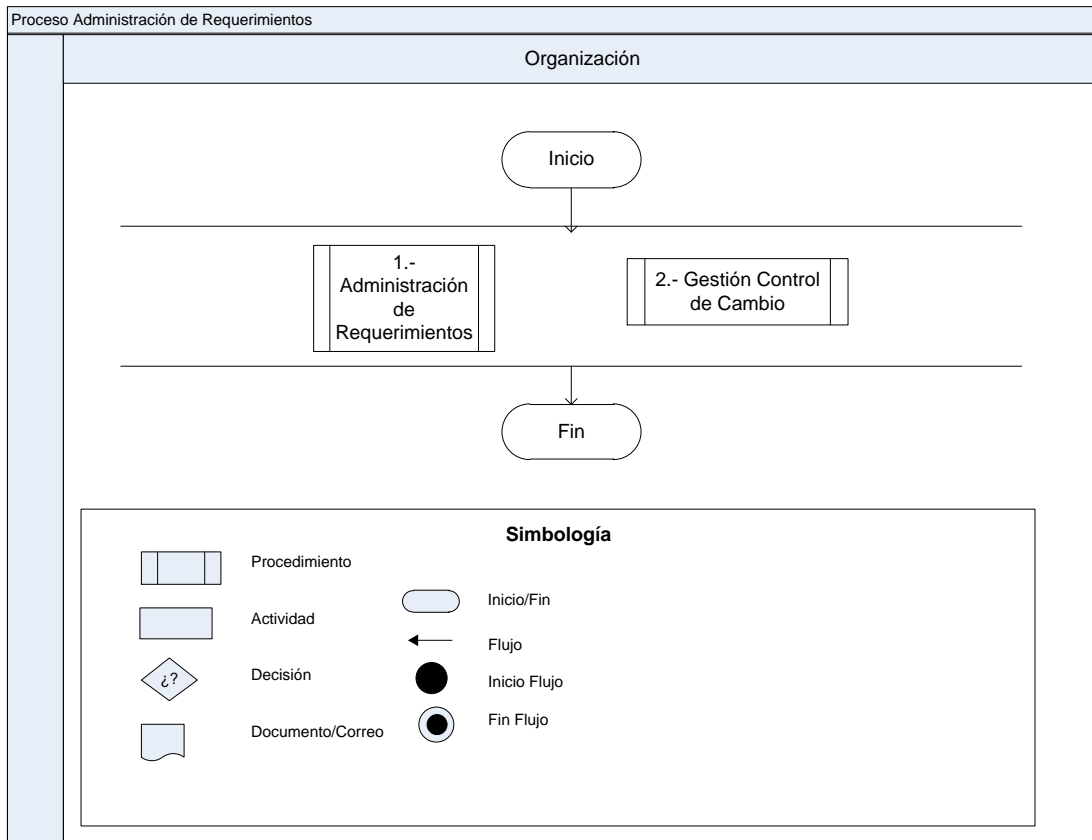 Proceso Administración de Requerimientos
Organización
Inicio
1.-
Administración
de
Requerimientos
2.- Gestión Control
de Cambio
Fin
Simbología
Procedimiento
Actividad
¿?
Decisión
Documento/Correo
Inicio/Fin
Flujo
Inicio Flujo
Fin Flujo